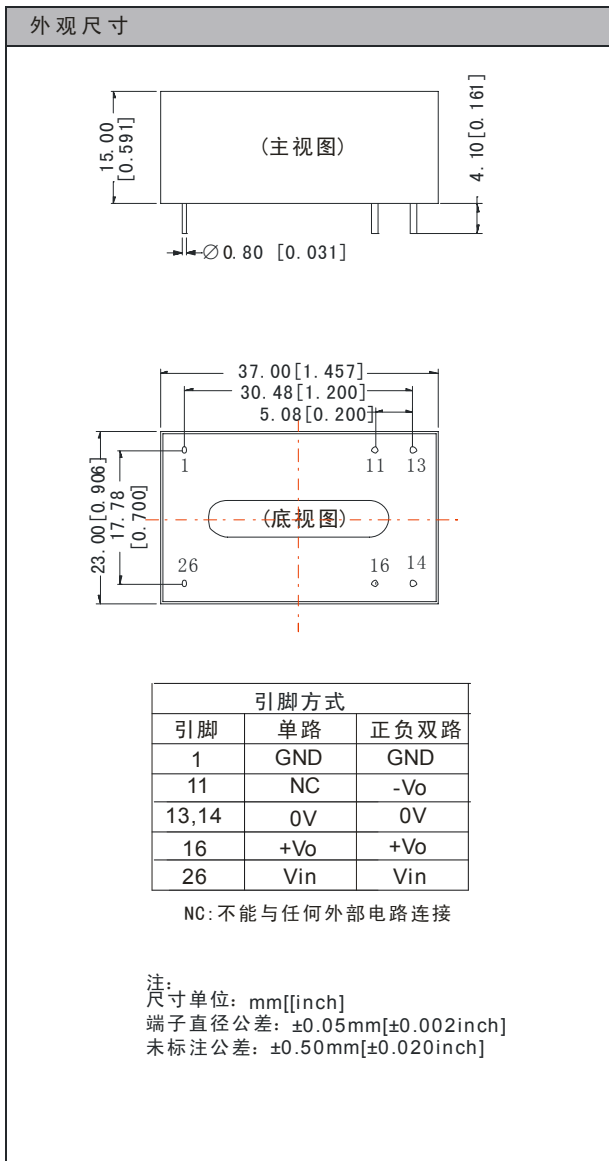 外观尺寸
15.00
[0.591]
(主视图)
4.10[0.161]
∅0.80 [0.031]
37.00[1.457]
30.48[1.200]
5.08[0.200]
1 11 13
23.00[0.906]
17.78
[0.700]
(底视图)
26 16 14
引脚方式
引脚 单路 正负双路
1 GND GND
11 NC -Vo
13,14 0V 0V
16 +Vo +Vo
26 Vin Vin
NC:不能与任何外部电路连接
注:
尺寸单位: mm[[inch]
端子直径公差: ±0.05mm[±0.002inch]
未标注公差: ±0.50mm[±0.020inch]